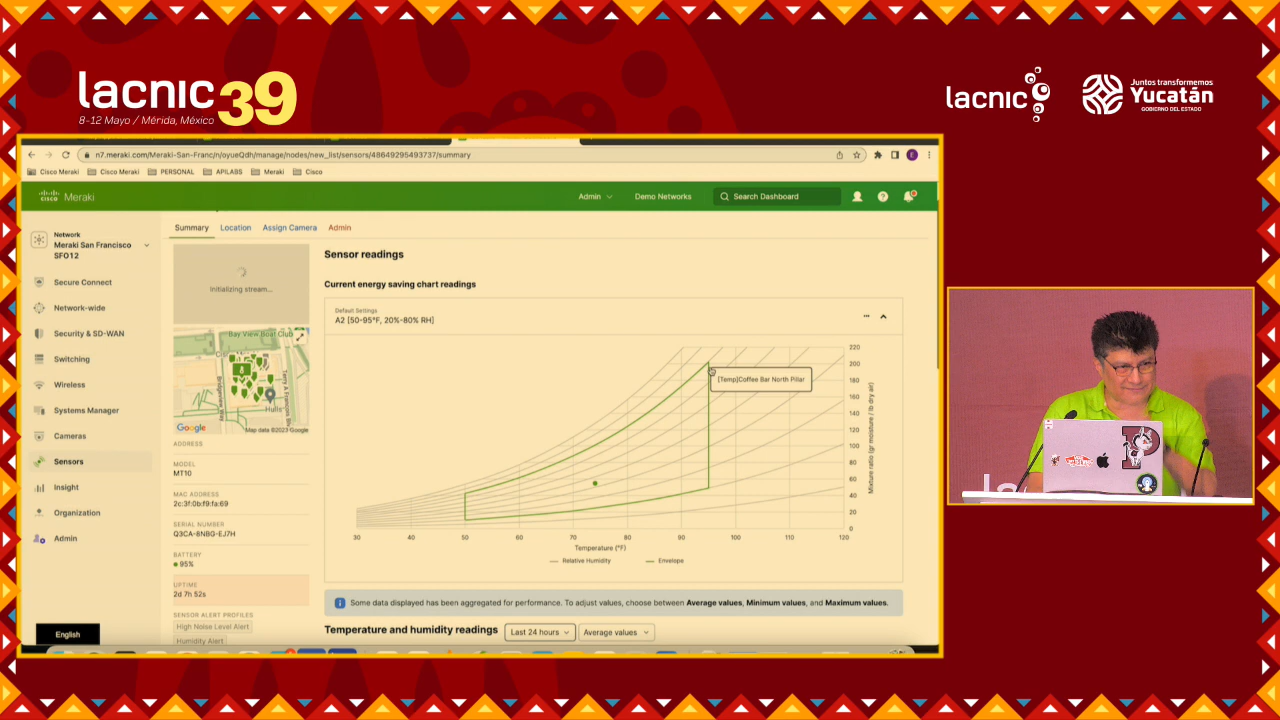 lacnic39
8-12 Mayo / Mérida, México
lacnic
Juntos transformemos
Yucatán
GOBIERNO DEL ESTADO
n7.meraki.com/Meraki-San-Franc/n/oyueQdh/manage/nodes/new_list/sensors/48649295493737/summary
Cisco Meraki Cisco Meraki PERSONAL APILABS Meraki Cisco
cisco Meraki
Admin Demo Networks Search Dashboard
Network
Meraki San Francisco
SFO12
Secure Connect
Network-wide
Security & SD-WAN
Switching
Wireless
Systems Manager
Cameras
Sensors
Insight
Organization
Admin
English
Summary Location Assign Camera Admin
Initializing stream...
Bay View Boat Club
Bridgeview Way
Terry A Francois Blv
Hulls
Google
Map data ©2023 Google
ADDRESS
MODEL
MT10
MAC ADDRESS
2c:3f:0b:f9:fa:69
SERIAL NUMBER
Q3CA-8NBG-EJ7H
BATTERY
95%
UPTIME
2d 7h 52s
SENSOR ALERT PROFILES
High Noise Level Alert
Humidity Alert
Sensor readings
Current energy saving chart readings
Default Settings
A2 [50-95°F, 20%-80% RH]
220
200
180
160
140
120
100
80
60
40
20
0
Mixture ratio (gr moisture / lb dry air)
[Temp]Coffee Bar North Pillar
30 40 50 60 70 80 90 100 110 120
Temperature (°F)
Relative Humidity Envelope
Some data displayed has been aggregated for performance. To adjust values, choose between Average values, Minimum values, and Maximum values.
Temperature and humidity readings Last 24 hours Average values